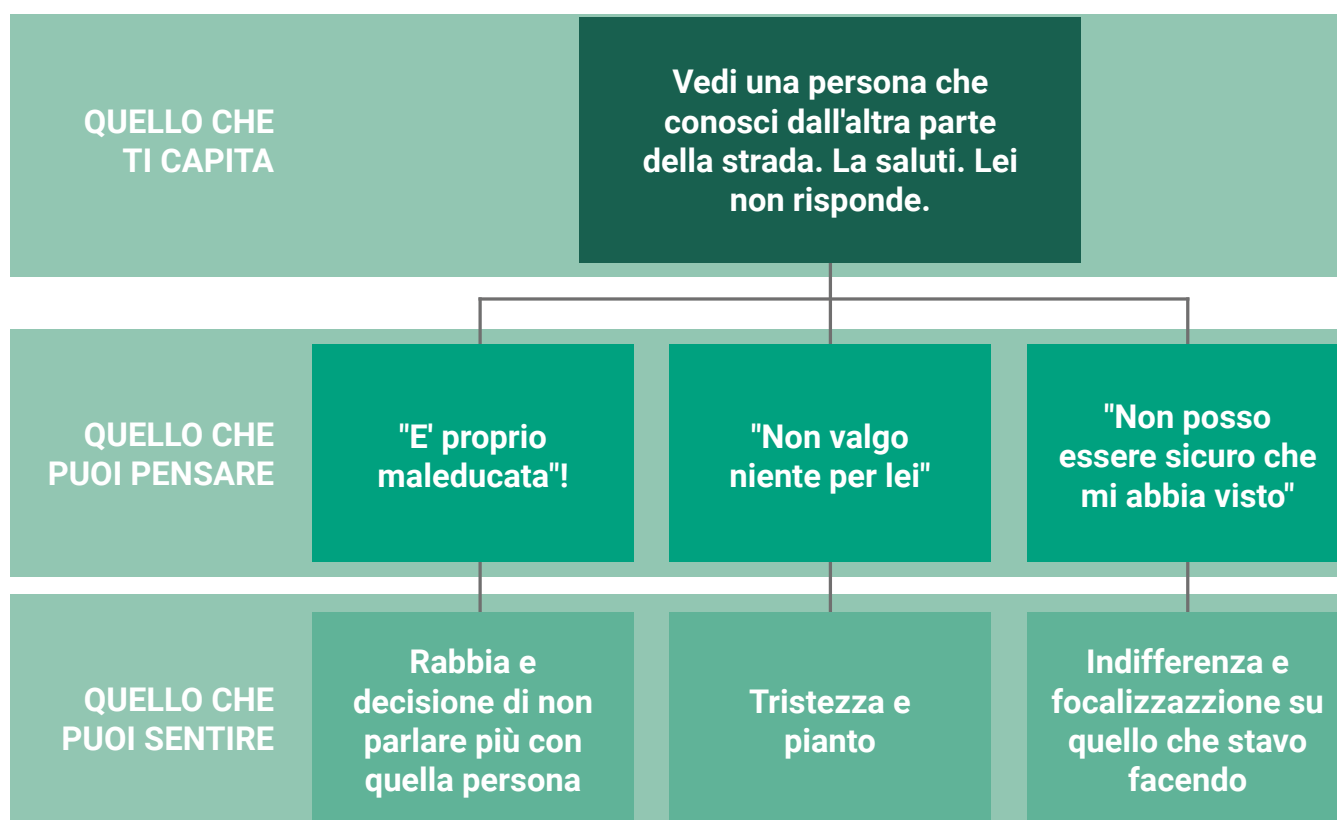 QUELLO CHE
TI CAPITA
Vedi una persona che
conosci dall'altra parte
della strada. La saluti. Lei
non risponde.
QUELLO CHE
PUOI PENSARE
"E' proprio
maleducata"!
"Non valgo
niente per lei"
"Non posso
essere sicuro che
mi abbia visto"
QUELLO CHE
PUOI SENTIRE
Rabbia e
decisione di non
parlare più con
quella persona
Tristezza e
pianto
Indifferenza e
focalizzazzione su
quello che stavo
facendo